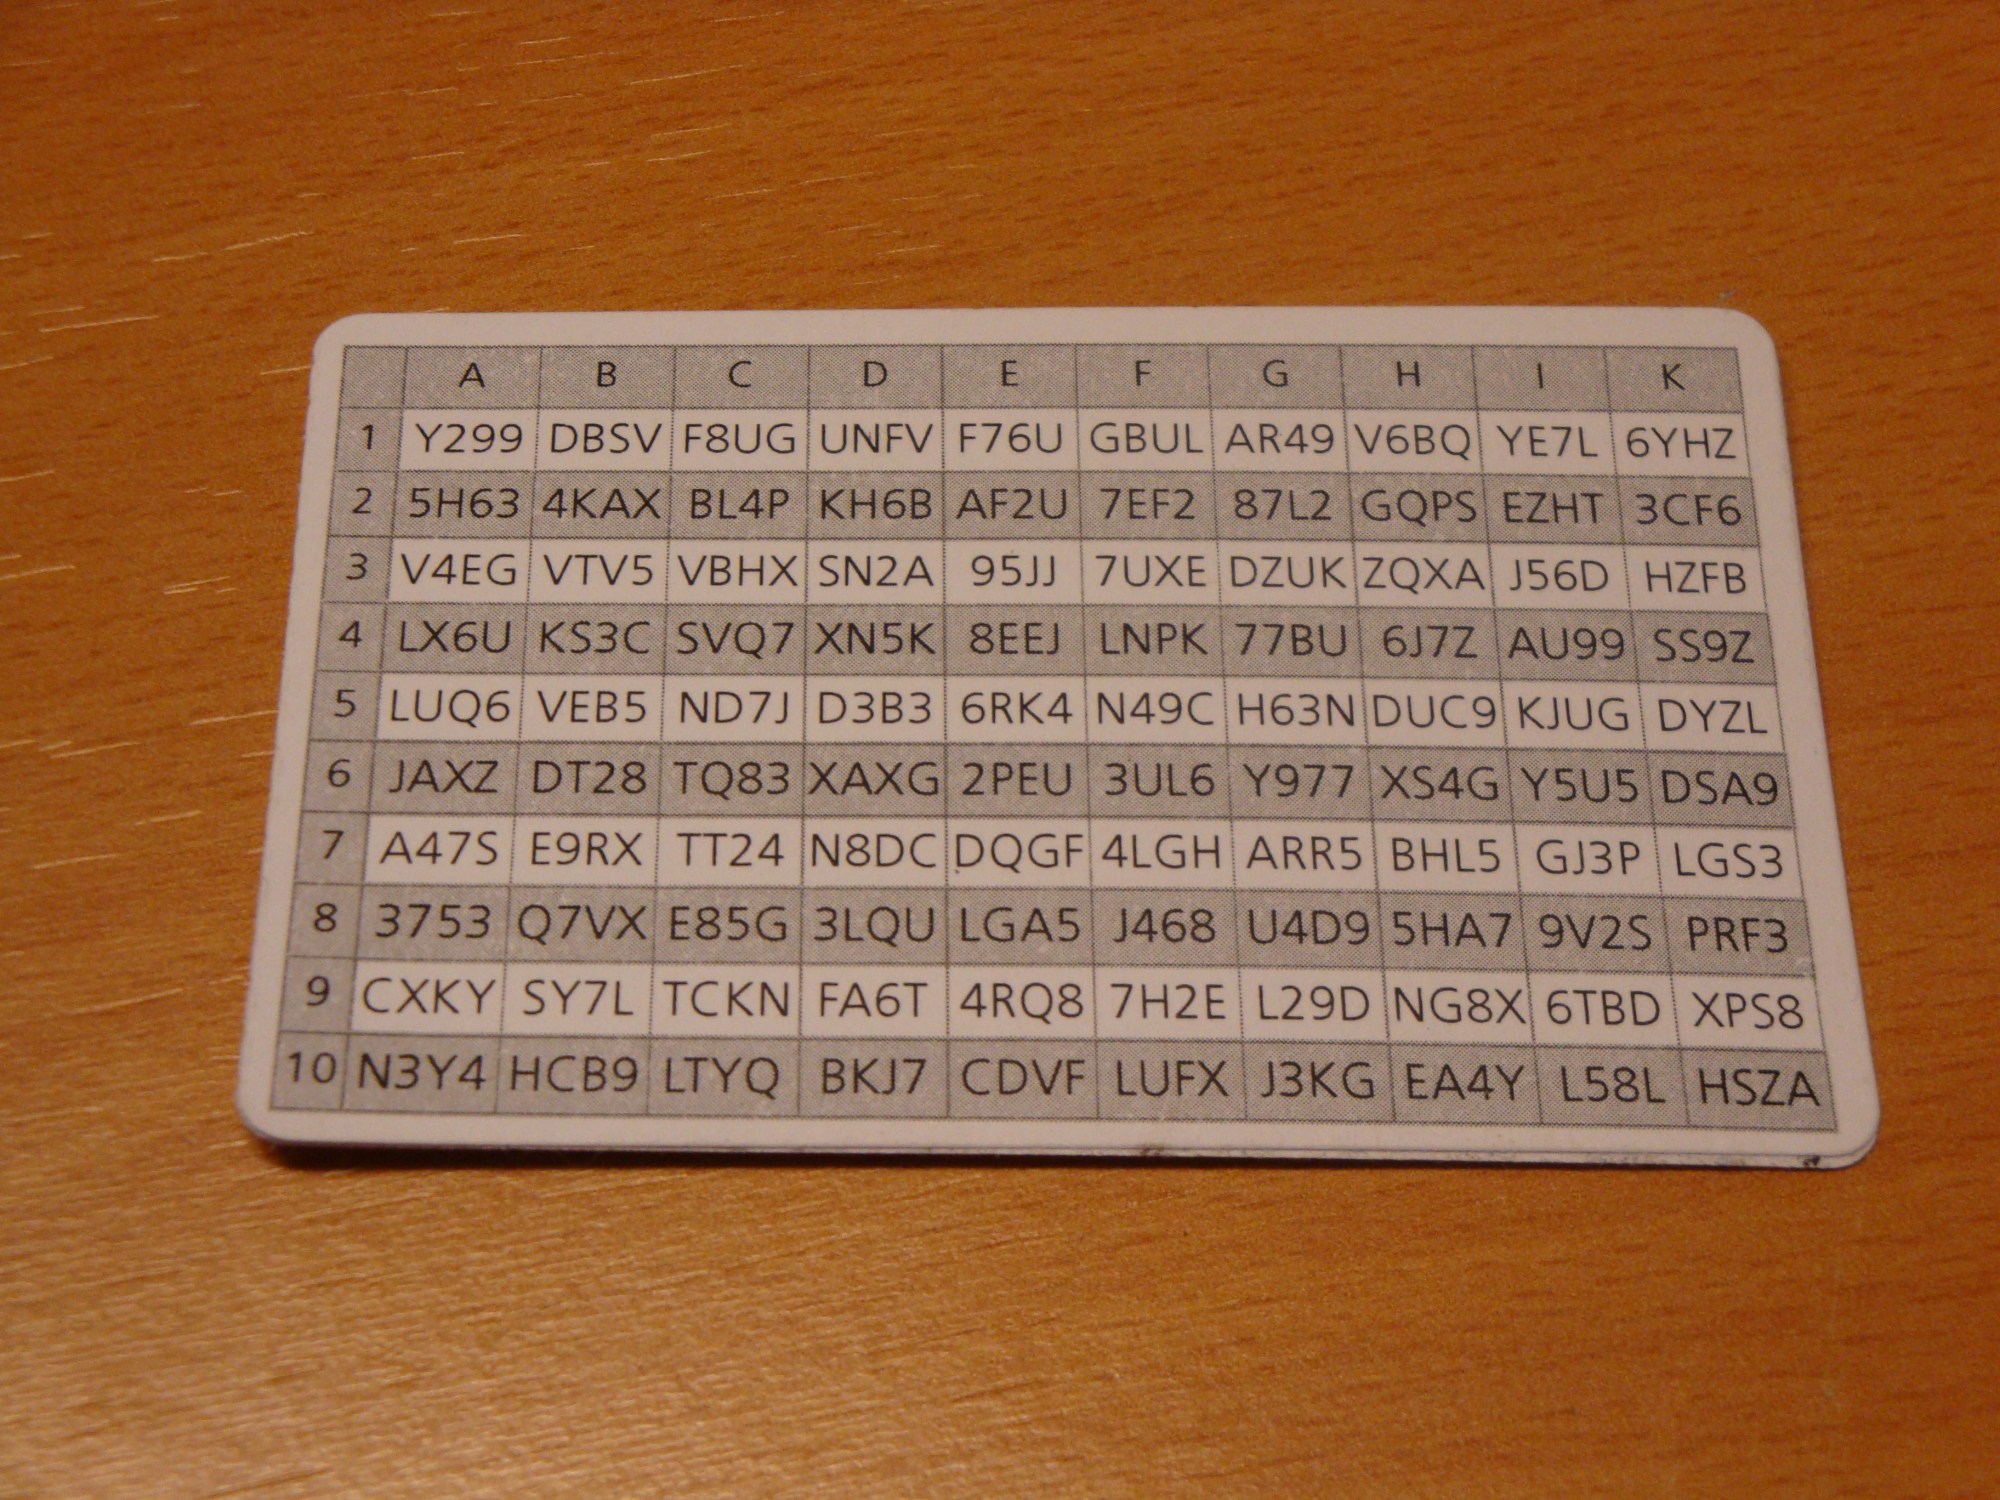 A B C D E F G H I K
1 Y299 DBSV F8UG UNFV F76U GBUL AR49 V6BQ YE7L 6YHZ
2 5H63 4KAX BL4P KH6B AF2U 7EF2 87L2 GQPS EZHT 3CF6
3 V4EG VTV5 VBHX SN2A 95JJ 7UXE DZUK ZQXA J56D HZFB
4 LX6U KS3C SVQ7 XN5K 8EEJ LNPK 77BU 6J7Z AU99 SS9Z
5 LUQ6 VEB5 ND7J D3B3 6RK4 N49C H63N DUC9 KJUG DYZL
6 JAXZ DT28 TQ83 XAXG 2PEU 3UL6 Y977 XS4G Y5U5 DSA9
7 A47S E9RX TT24 N8DC DQGF 4LGH ARR5 BHL5 GJ3P LGS3
8 3753 Q7VX E85G 3LQU LGA5 J468 U4D9 5HA7 9V2S PRF3
9 CXKY SY7L TCKN FA6T 4RQ8 7H2E L29D NG8X 6TBD XPS8
10 N3Y4 HCB9 LTYQ BKJ7 CDVF LUFX J3KG EA4Y L58L HSZA